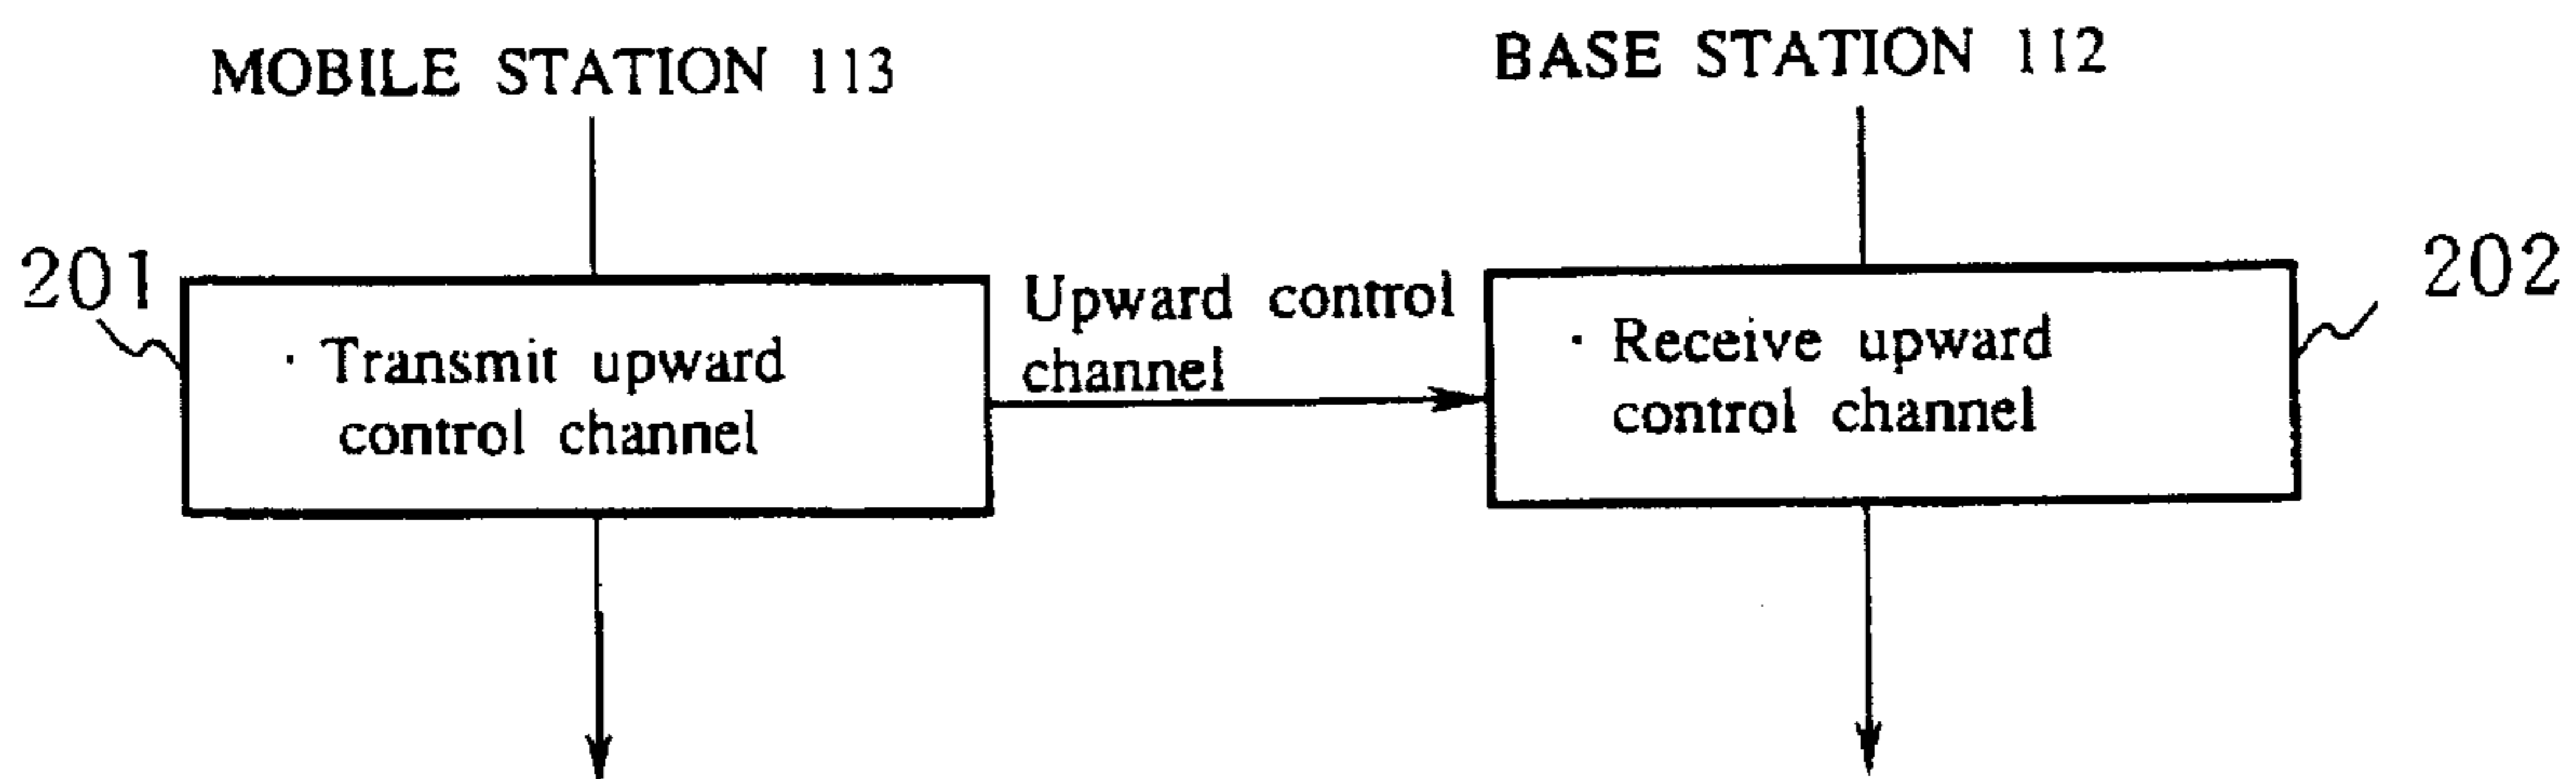 MOBILE STATION 113
BASE STATION 112
201
· Transmit upward
control channel
Upward control
channel
· Receive upward
control channel
202